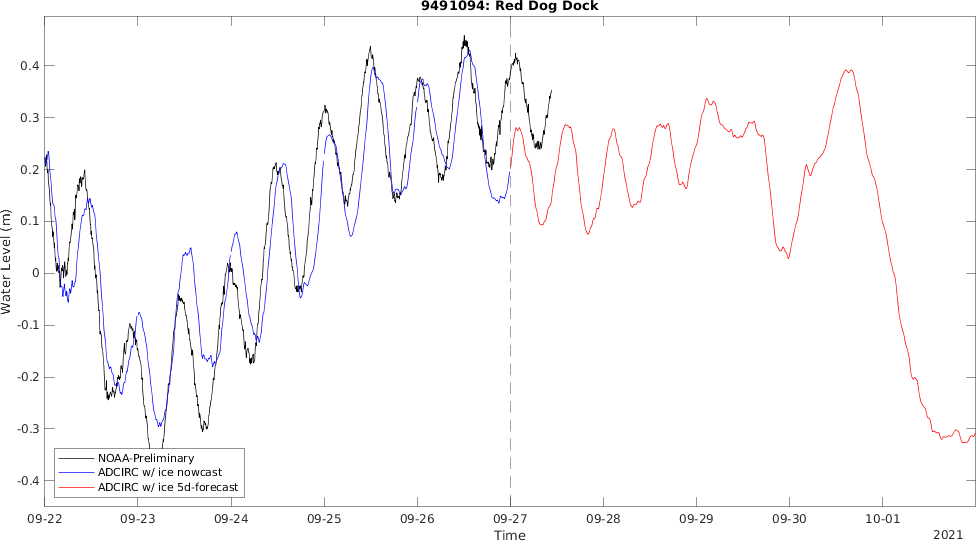 9491094: Red Dog Dock
Water Level (m)
0.4
0.3
0.2
0.1
0
-0.1
-0.2
-0.3
-0.4
NOAA-Preliminary
ADCIRC w/ ice nowcast
ADCIRC w/ ice 5d-forecast
09-22 09-23 09-24 09-25 09-26 09-27 09-28 09-29 09-30 10-01
Time
2021